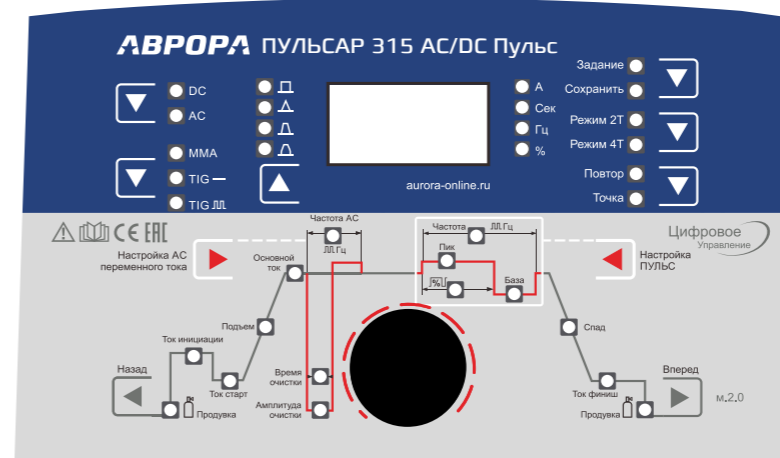 АВРОРА ПУЛЬСАР 315 AC/DC Пульс
DC
AC
MMA
TIG
TIG
А
Сек
Гц
%
Задание
Сохранить
Режим 2Т
Режим 4Т
Повтор
Точка
aurora-online.ru
CE EAC
Настройка АС
переменного тока
Частота АС
Гц
Частота
Гц
Пик
%
База
Цифровое
Управление
Настройка
ПУЛЬС
Основной
ток
Подъем
Ток инициации
Назад
Ток старт
Продувка
Время
очистки
Амплитуда
очистки
Спад
Вперед
Ток финиш
Продувка
м.2.0